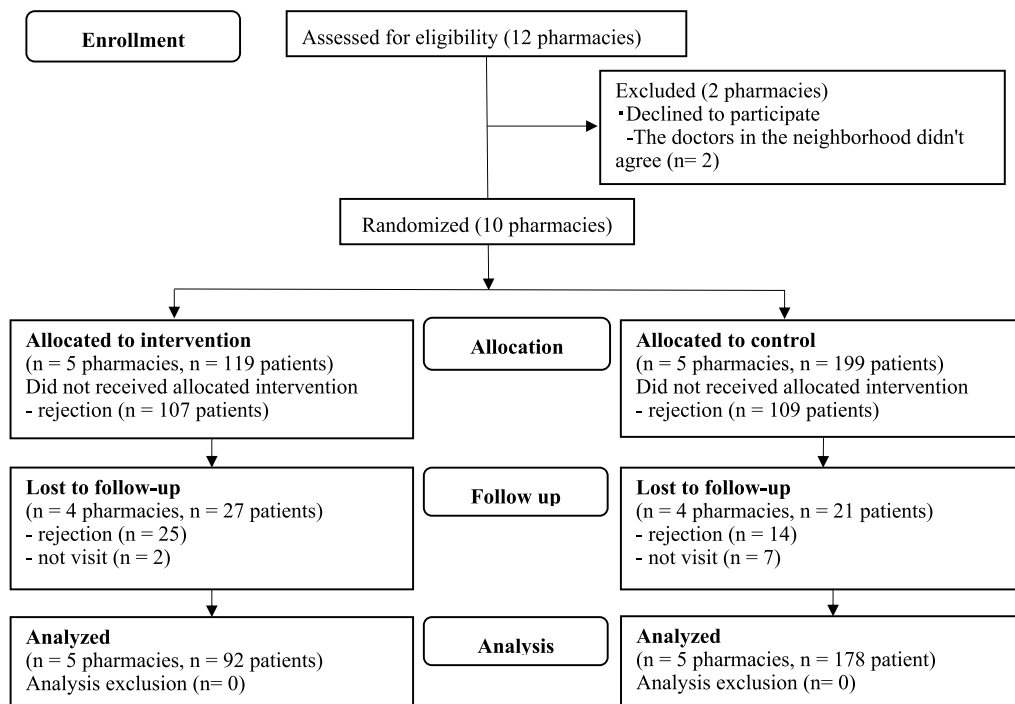 Enrollment
Assessed for eligibility (12 pharmacies)
Excluded (2 pharmacies)
・Declined to participate
-The doctors in the neighborhood didn't
agree (n= 2)
Randomized (10 pharmacies)
Allocated to intervention
(n = 5 pharmacies, n = 119 patients)
Did not received allocated intervention
- rejection (n = 107 patients)
Allocation
Allocated to control
(n = 5 pharmacies, n = 199 patients)
Did not received allocated intervention
- rejection (n = 109 patients)
Lost to follow-up
(n = 4 pharmacies, n = 27 patients)
- rejection (n = 25)
- not visit (n = 2)
Follow up
Lost to follow-up
(n = 4 pharmacies, n = 21 patients)
- rejection (n = 14)
- not visit (n = 7)
Analyzed
(n = 5 pharmacies, n = 92 patients)
Analysis exclusion (n= 0)
Analysis
Analyzed
(n = 5 pharmacies, n = 178 patient)
Analysis exclusion (n= 0)